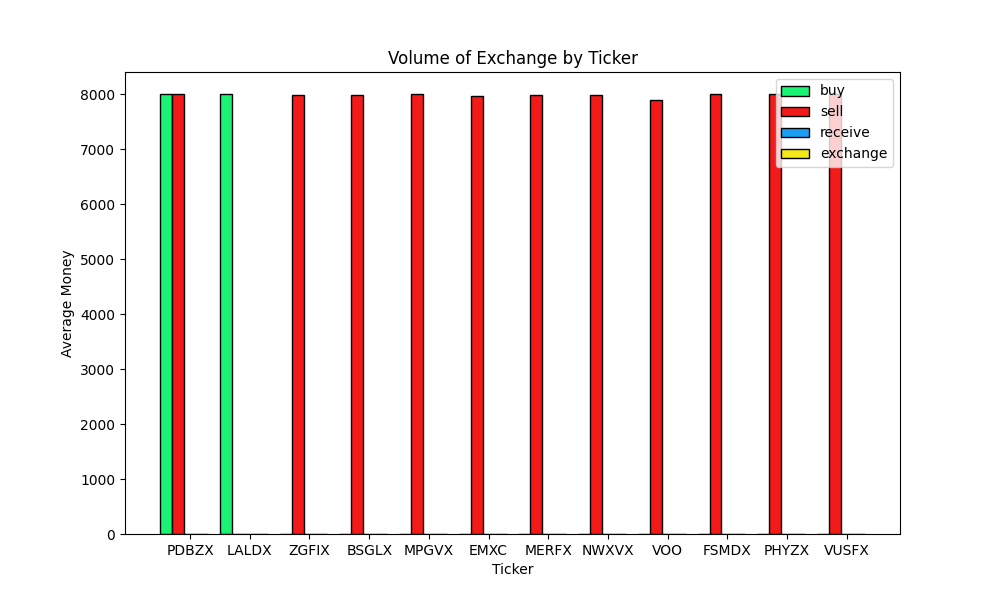 Volume of Exchange by Ticker
buy
sell
receive
exchange
8000
7000
6000
5000
4000
3000
2000
1000
0
Average Money
PDBZX LALDX ZGFIX BSGLX MPGVX EMXC MERFX NWXVX VOO FSMDX PHYZX VUSFX
Ticker